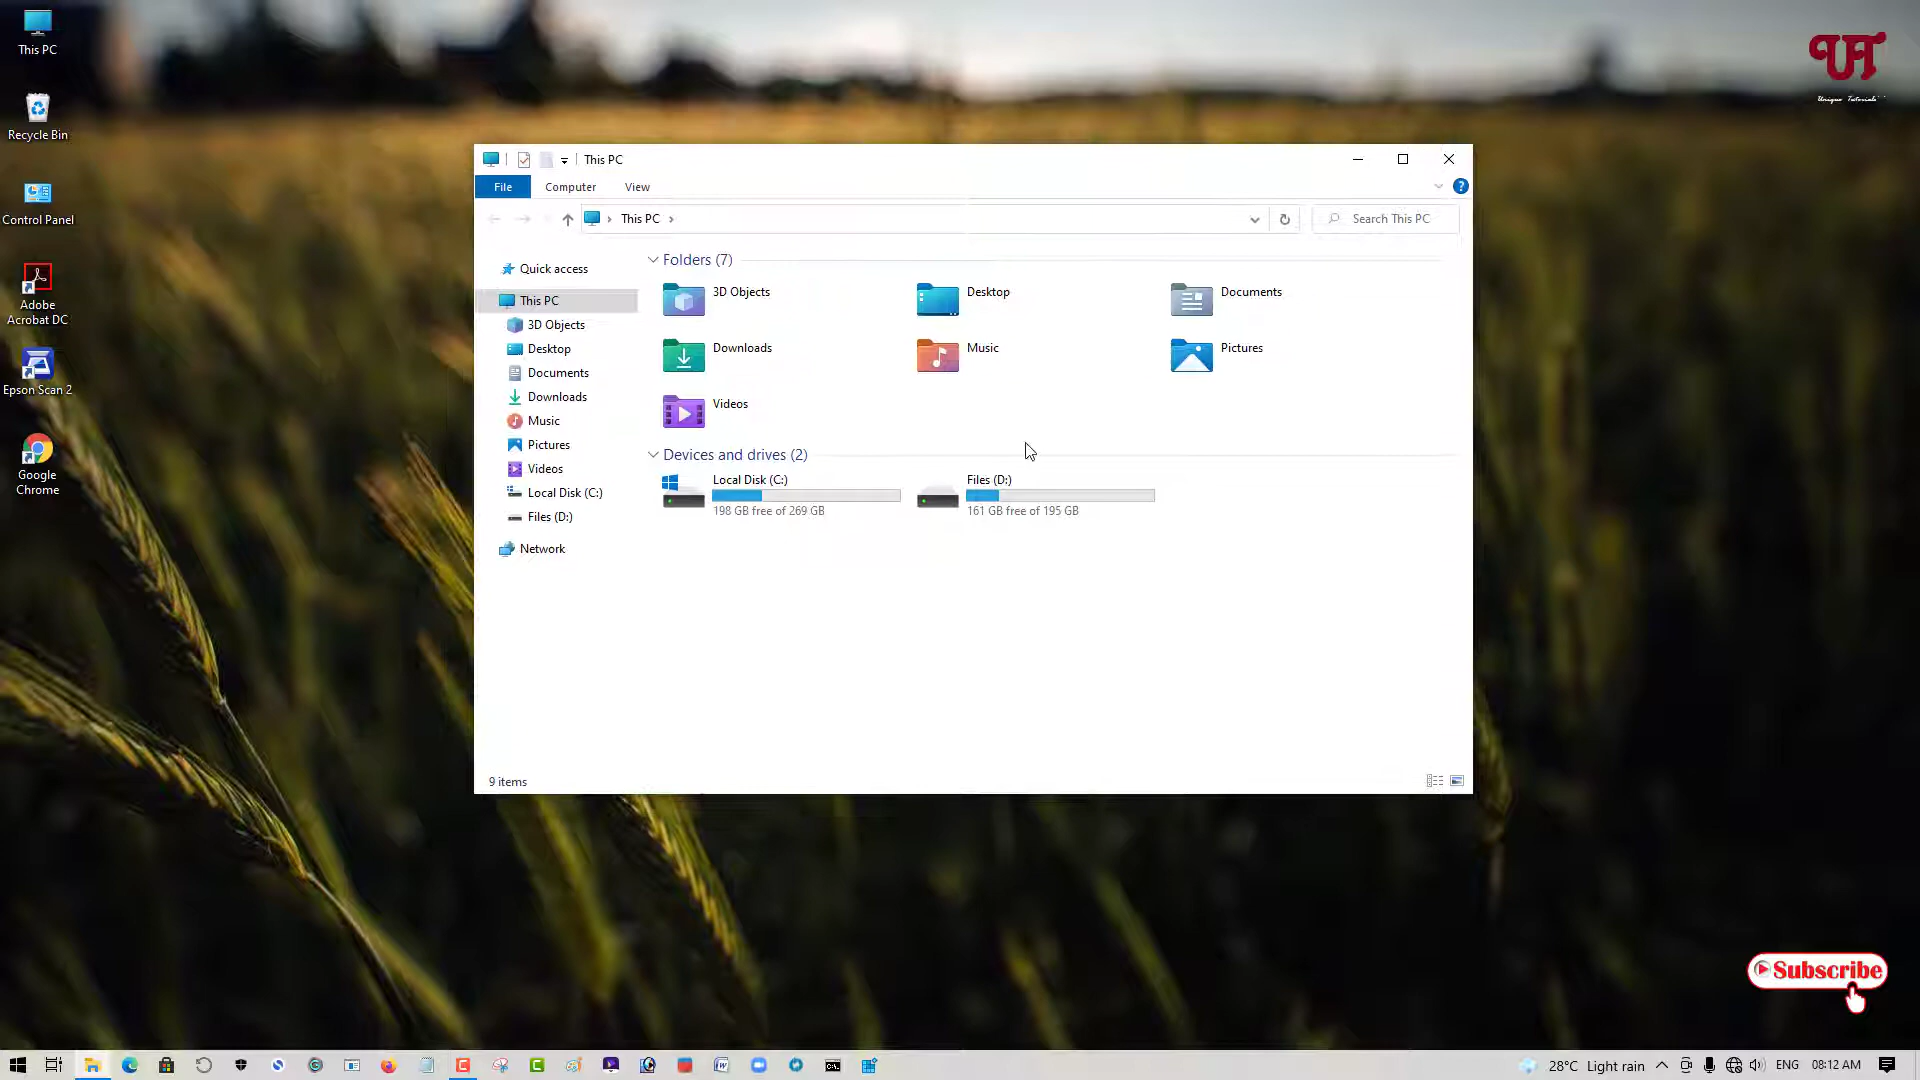 This PC
Recycle Bin
Control Panel
Adobe
Acrobat DC
Epson Scan 2
Google
Chrome
UT
Unique Tutorials
This PC
File Computer View
This PC
Search This PC
Quick access
This PC
3D Objects
Desktop
Documents
Downloads
Music
Pictures
Videos
Local Disk (C:)
Files (D:)
Network
Folders (7)
3D Objects
Desktop
Documents
Downloads
Music
Pictures
Videos
Devices and drives (2)
Local Disk (C:)
198 GB free of 269 GB
Files (D:)
161 GB free of 195 GB
9 items
Subscribe
28°C Light rain
ENG
08:12 AM